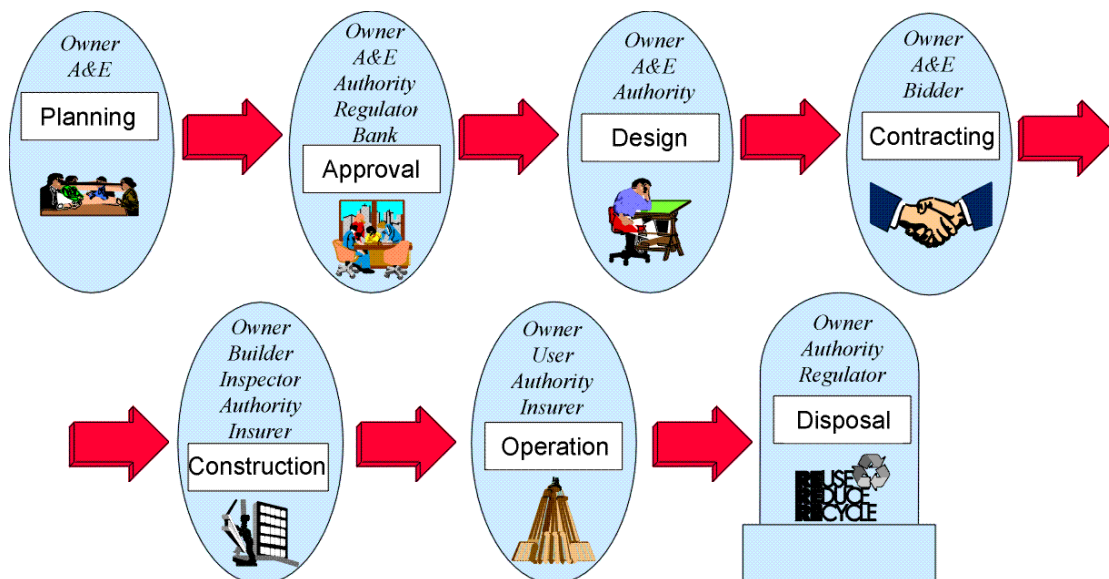 Owner
A&E
Planning
Owner
A&E
Authority
Regulator
Bank
Approval
Owner
A&E
Authority
Design
Owner
A&E
Bidder
Contracting
Owner
Builder
Inspector
Authority
Insurer
Construction
Owner
User
Authority
Insurer
Operation
Owner
Authority
Regulator
Disposal
REUSE
REDUCE
RECYCLE